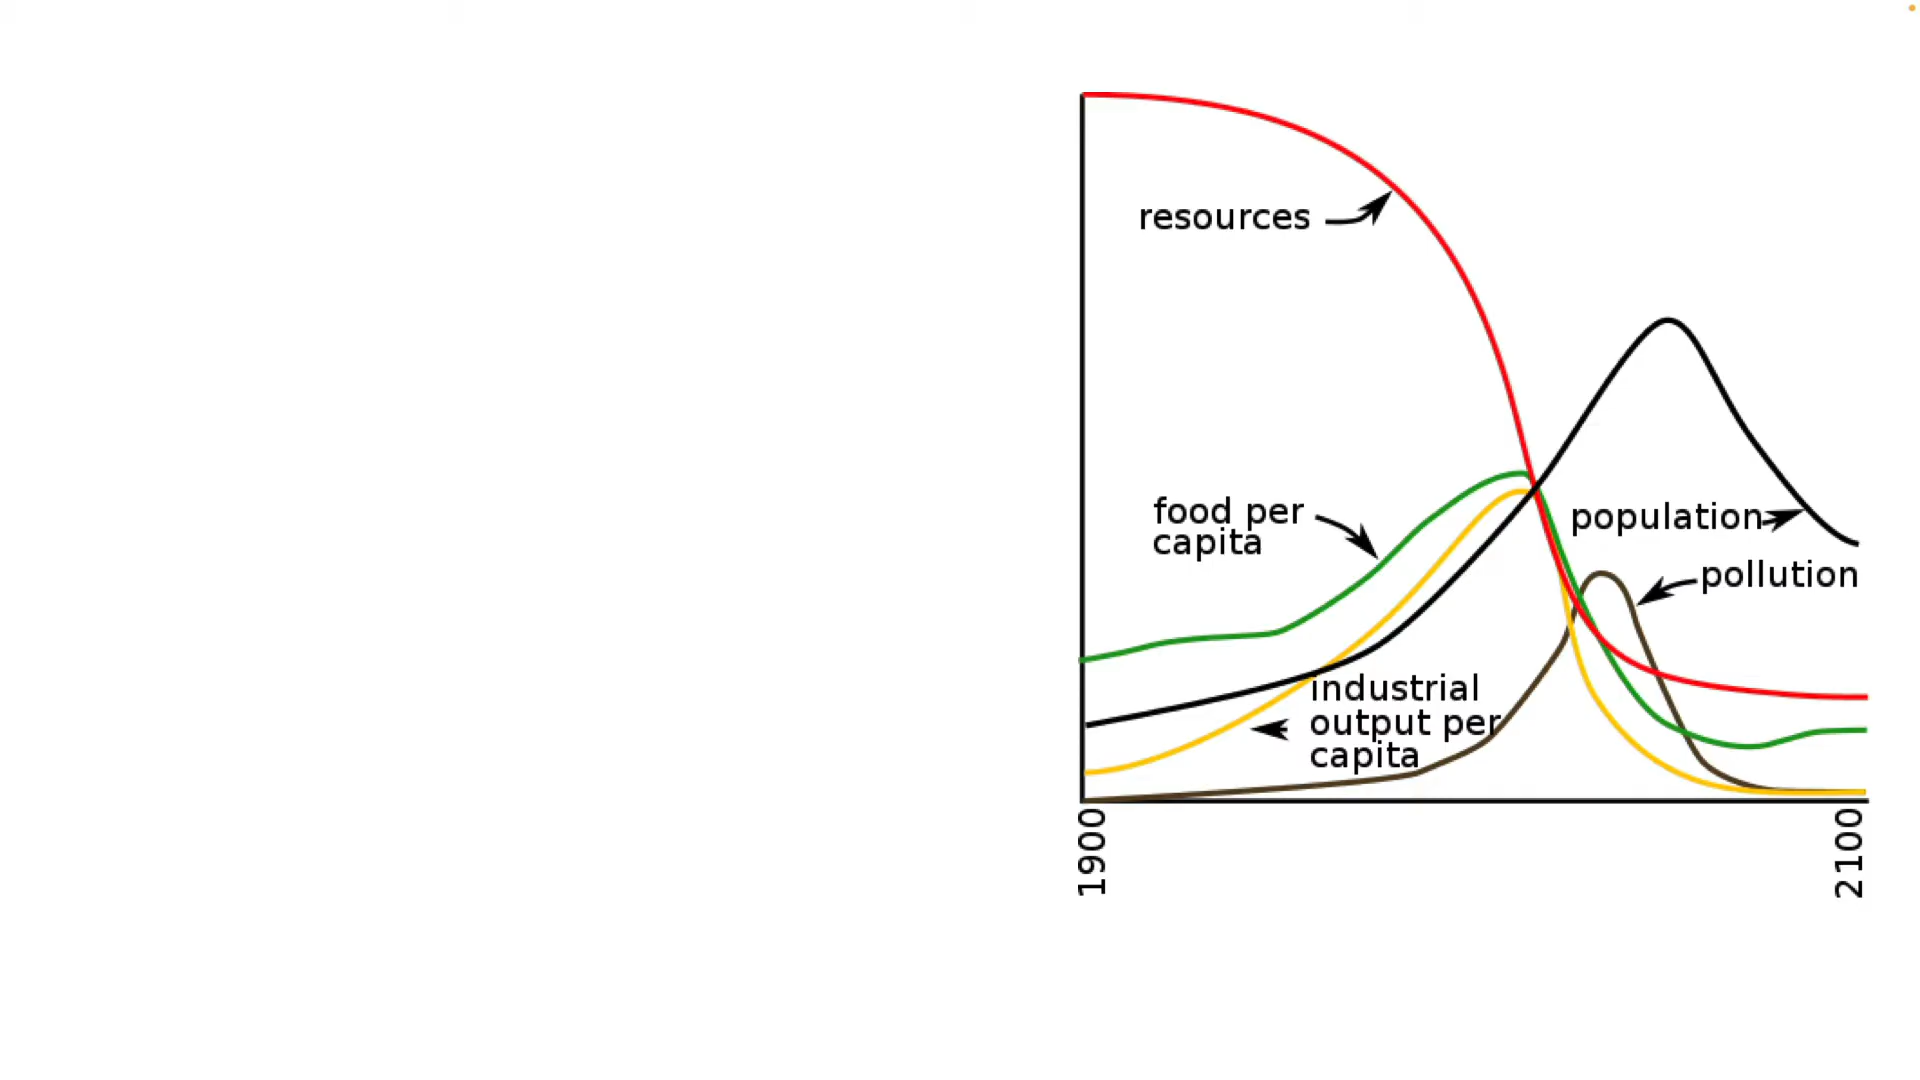 resources
food per
capita
population
pollution
industrial
output per
capita
1900
2100